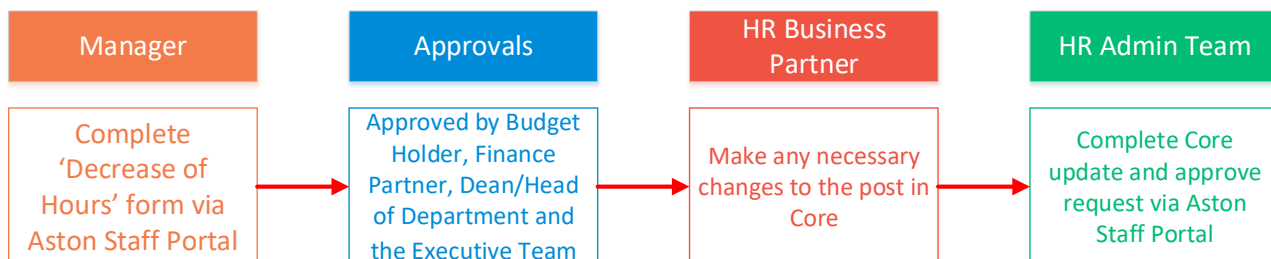 Manager
Complete
‘Decrease of
Hours’ form via
Aston Staff Portal
Approvals
Approved by Budget
Holder, Finance
Partner, Dean/Head
of Department and
the Executive Team
HR Business
Partner
Make any necessary
changes to the post in
Core
HR Admin Team
Complete Core
update and approve
request via Aston
Staff Portal